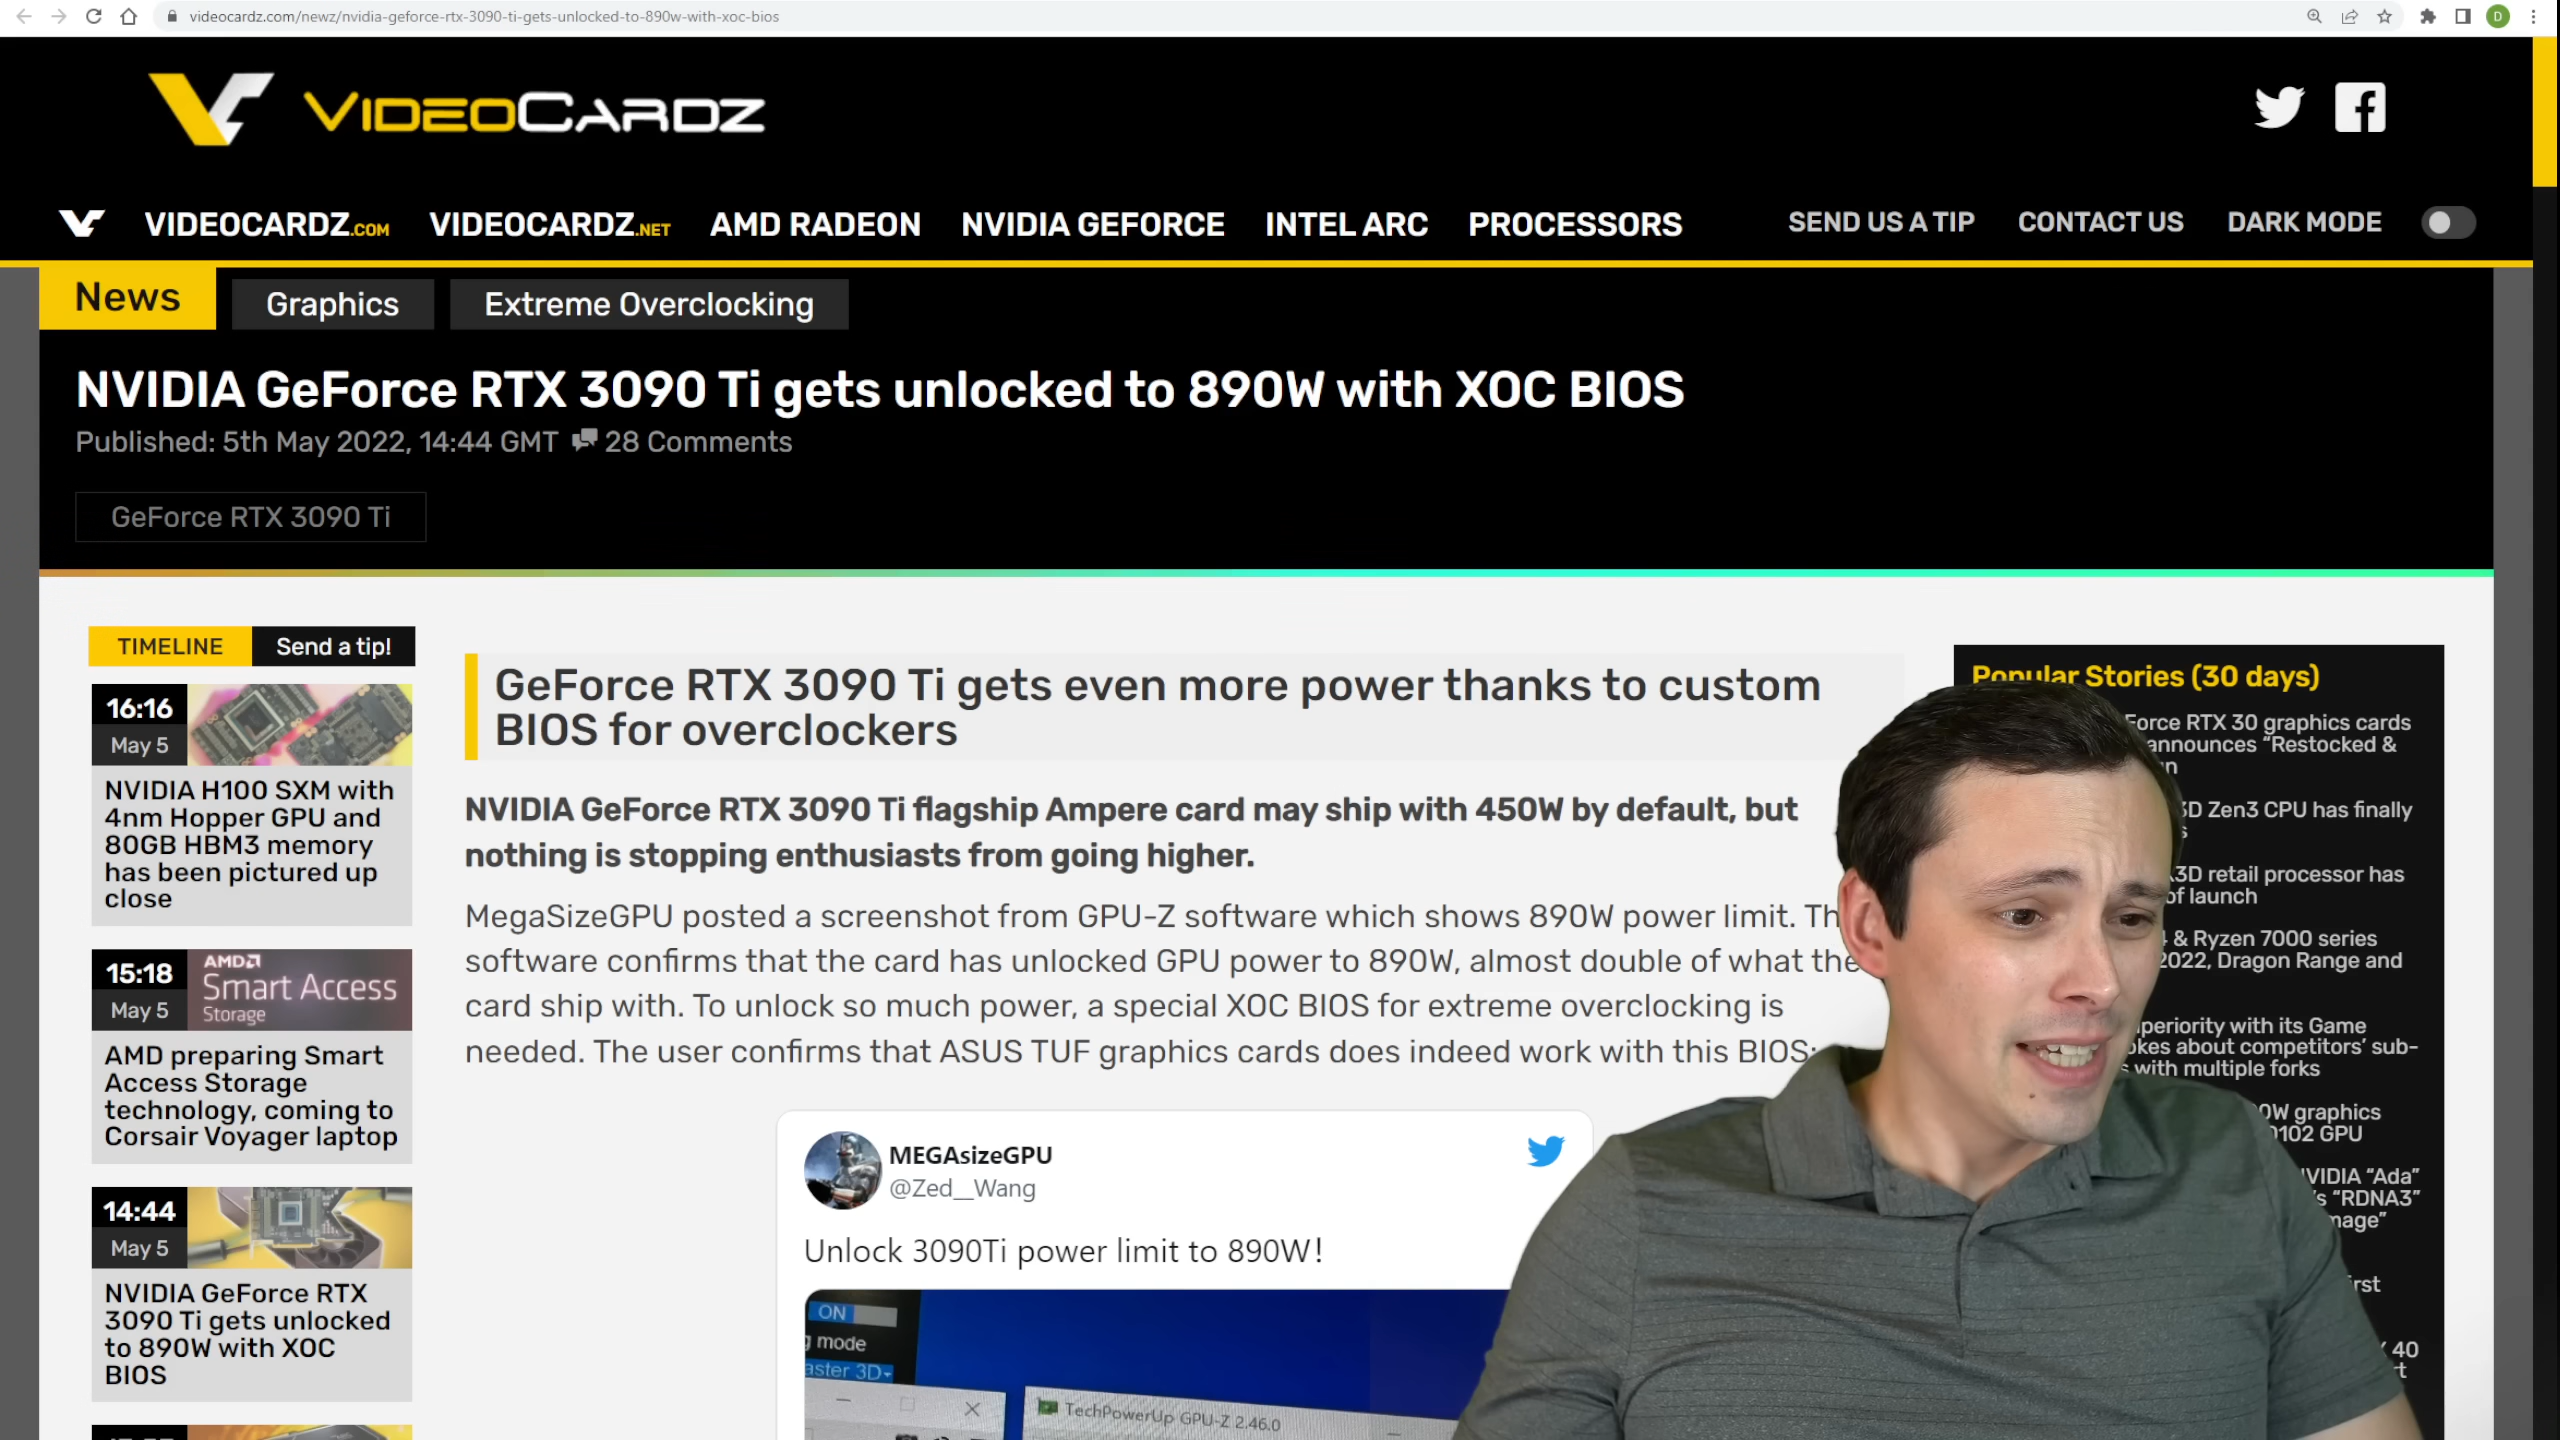 videocardz.com/newz/nvidia-geforce-rtx-3090-ti-gets-unlocked-to-890w-with-xoc-bios
D
VIDEOCARDZ
VIDEOCARDZ.COM VIDEOCARDZ.NET AMD RADEON NVIDIA GEFORCE INTEL ARC PROCESSORS SEND US A TIP CONTACT US DARK MODE
News Graphics Extreme Overclocking
NVIDIA GeForce RTX 3090 Ti gets unlocked to 890W with XOC BIOS
Published: 5th May 2022, 14:44 GMT 28 Comments
GeForce RTX 3090 Ti
TIMELINE Send a tip!
16:16
May 5
NVIDIA H100 SXM with
4nm Hopper GPU and
80GB HBM3 memory
has been pictured up
close
15:18
May 5
AMD
Smart Access
Storage
AMD preparing Smart
Access Storage
technology, coming to
Corsair Voyager laptop
14:44
May 5
NVIDIA GeForce RTX
3090 Ti gets unlocked
to 890W with XOC
BIOS
GeForce RTX 3090 Ti gets even more power thanks to custom
BIOS for overclockers
NVIDIA GeForce RTX 3090 Ti flagship Ampere card may ship with 450W by default, but
nothing is stopping enthusiasts from going higher.
MegaSizeGPU posted a screenshot from GPU-Z software which shows 890W power limit. Th
software confirms that the card has unlocked GPU power to 890W, almost double of what the
card ship with. To unlock so much power, a special XOC BIOS for extreme overclocking is
needed. The user confirms that ASUS TUF graphics cards does indeed work with this BIOS:
MEGAsizeGPU
@Zed__Wang
Unlock 3090Ti power limit to 890W!
ON
mode
aster 3D
TechPowerUp GPU-Z 2.46.0
Popular Stories (30 days)
Force RTX 30 graphics cards
announces “Restocked &
3D Zen3 CPU has finally
3D retail processor has
of launch
& Ryzen 7000 series
2022, Dragon Range and
periority with its Game
okes about competitors’ sub-
with multiple forks
0W graphics
102 GPU
VIDIA “Ada”
“RDNA3”
mage”
rst
40